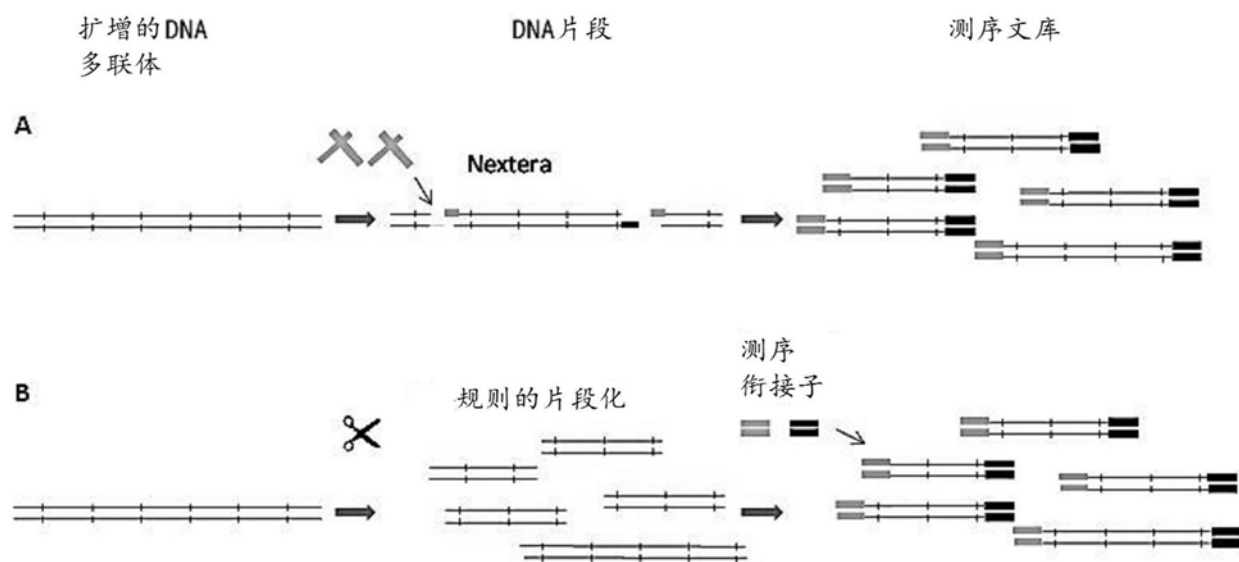 扩增的DNA
多联体
DNA片段
测序文库
A
Nextera
B
规则的片段化
测序
衔接子